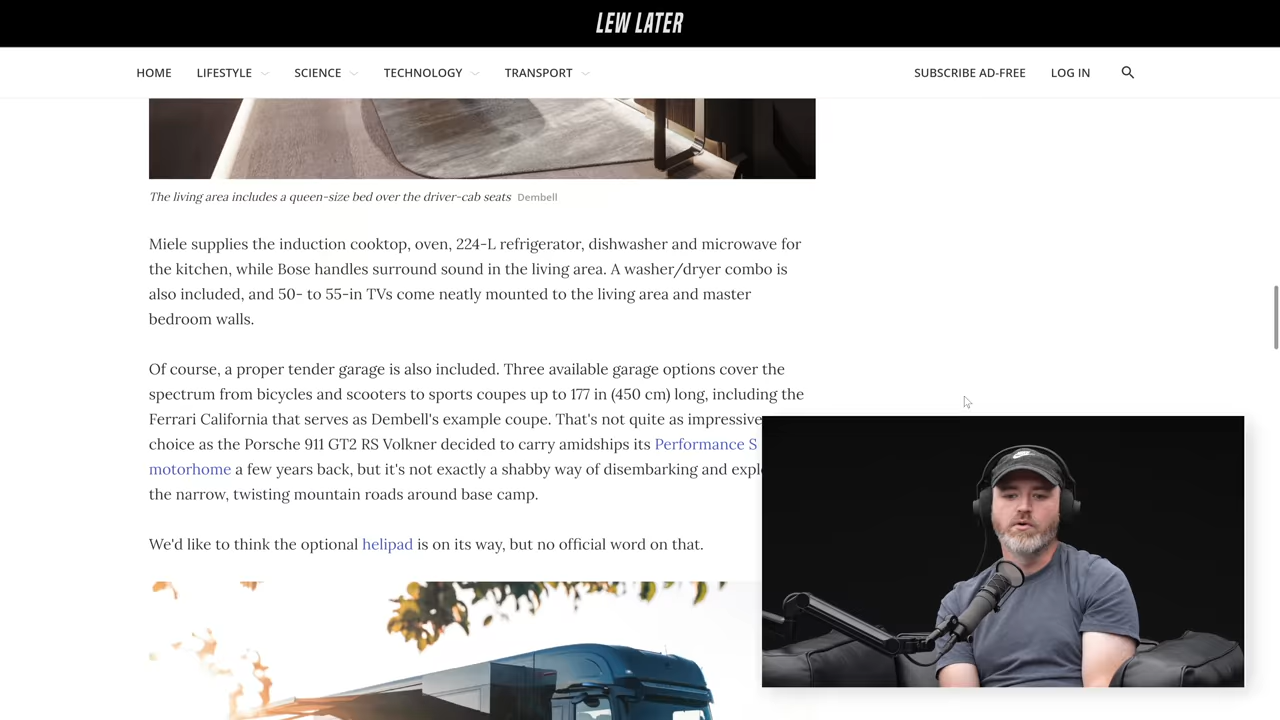 LEW LATER
HOME LIFESTYLE SCIENCE TECHNOLOGY TRANSPORT SUBSCRIBE AD-FREE LOG IN
The living area includes a queen-size bed over the driver-cab seats Dembell
Miele supplies the induction cooktop, oven, 224-L refrigerator, dishwasher and microwave for
the kitchen, while Bose handles surround sound in the living area. A washer/dryer combo is
also included, and 50- to 55-in TVs come neatly mounted to the living area and master
bedroom walls.
Of course, a proper tender garage is also included. Three available garage options cover the
spectrum from bicycles and scooters to sports coupes up to 177 in (450 cm) long, including the
Ferrari California that serves as Dembell's example coupe. That's not quite as impressive
choice as the Porsche 911 GT2 RS Volkner decided to carry amidships its Performance S
motorhome a few years back, but it's not exactly a shabby way of disembarking and
the narrow, twisting mountain roads around base camp.
We'd like to think the optional helipad is on its way, but no official word on that.